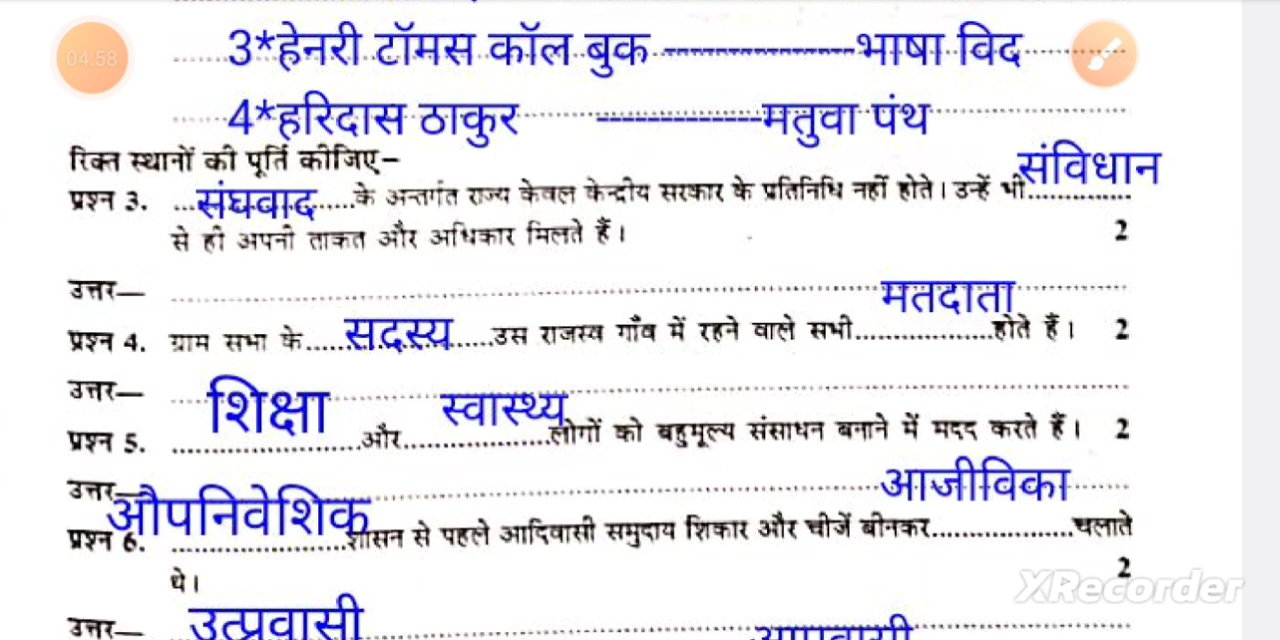 3*हेनरी टॉमस कॉल बुक -----------------भाषा विद
04:58
4*हरिदास ठाकुर ---------------मतुवा पंथ
रिक्त स्थानों की पूर्ति कीजिए–
संविधान
प्रश्न 3. ...संघवाद......के अन्तर्गत राज्य केवल केन्द्रीय सरकार के प्रतिनिधि नहीं होते। उन्हें भी...............
से ही अपनी ताकत और अधिकार मिलते हैं। 2
उत्तर— मतदाता
प्रश्न 4. ग्राम सभा के......सदस्य......उस राजस्व गाँव में रहने वाले सभी...................होते हैं। 2
उत्तर—
शिक्षा स्वास्थ्य
प्रश्न 5. ...........................और.....................लोगों को बहुमूल्य संसाधन बनाने में मदद करते हैं। 2
उत्तर— आजीविका
औपनिवेशिक
प्रश्न 6. .........................शासन से पहले आदिवासी समुदाय शिकार और चीजें बीनकर....................चलाते
थे। 2
XRecorder
उत्तर— उत्प्रवासी